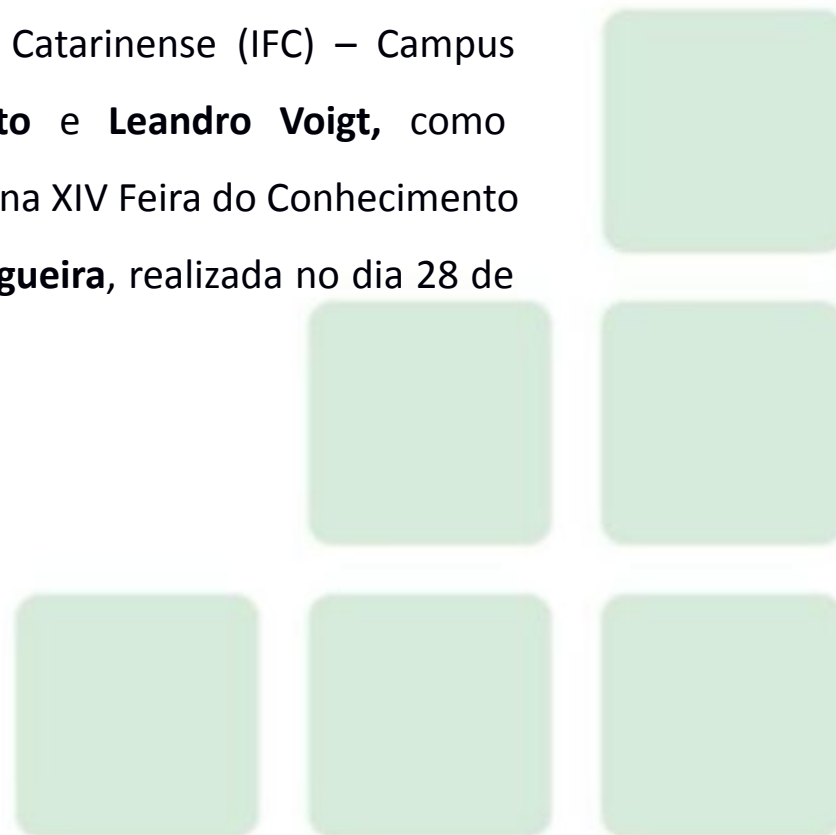 Catarinense (IFC) – Campus
to e Leandro Voigt, como
na XIV Feira do Conhecimento
gueira, realizada no dia 28 de